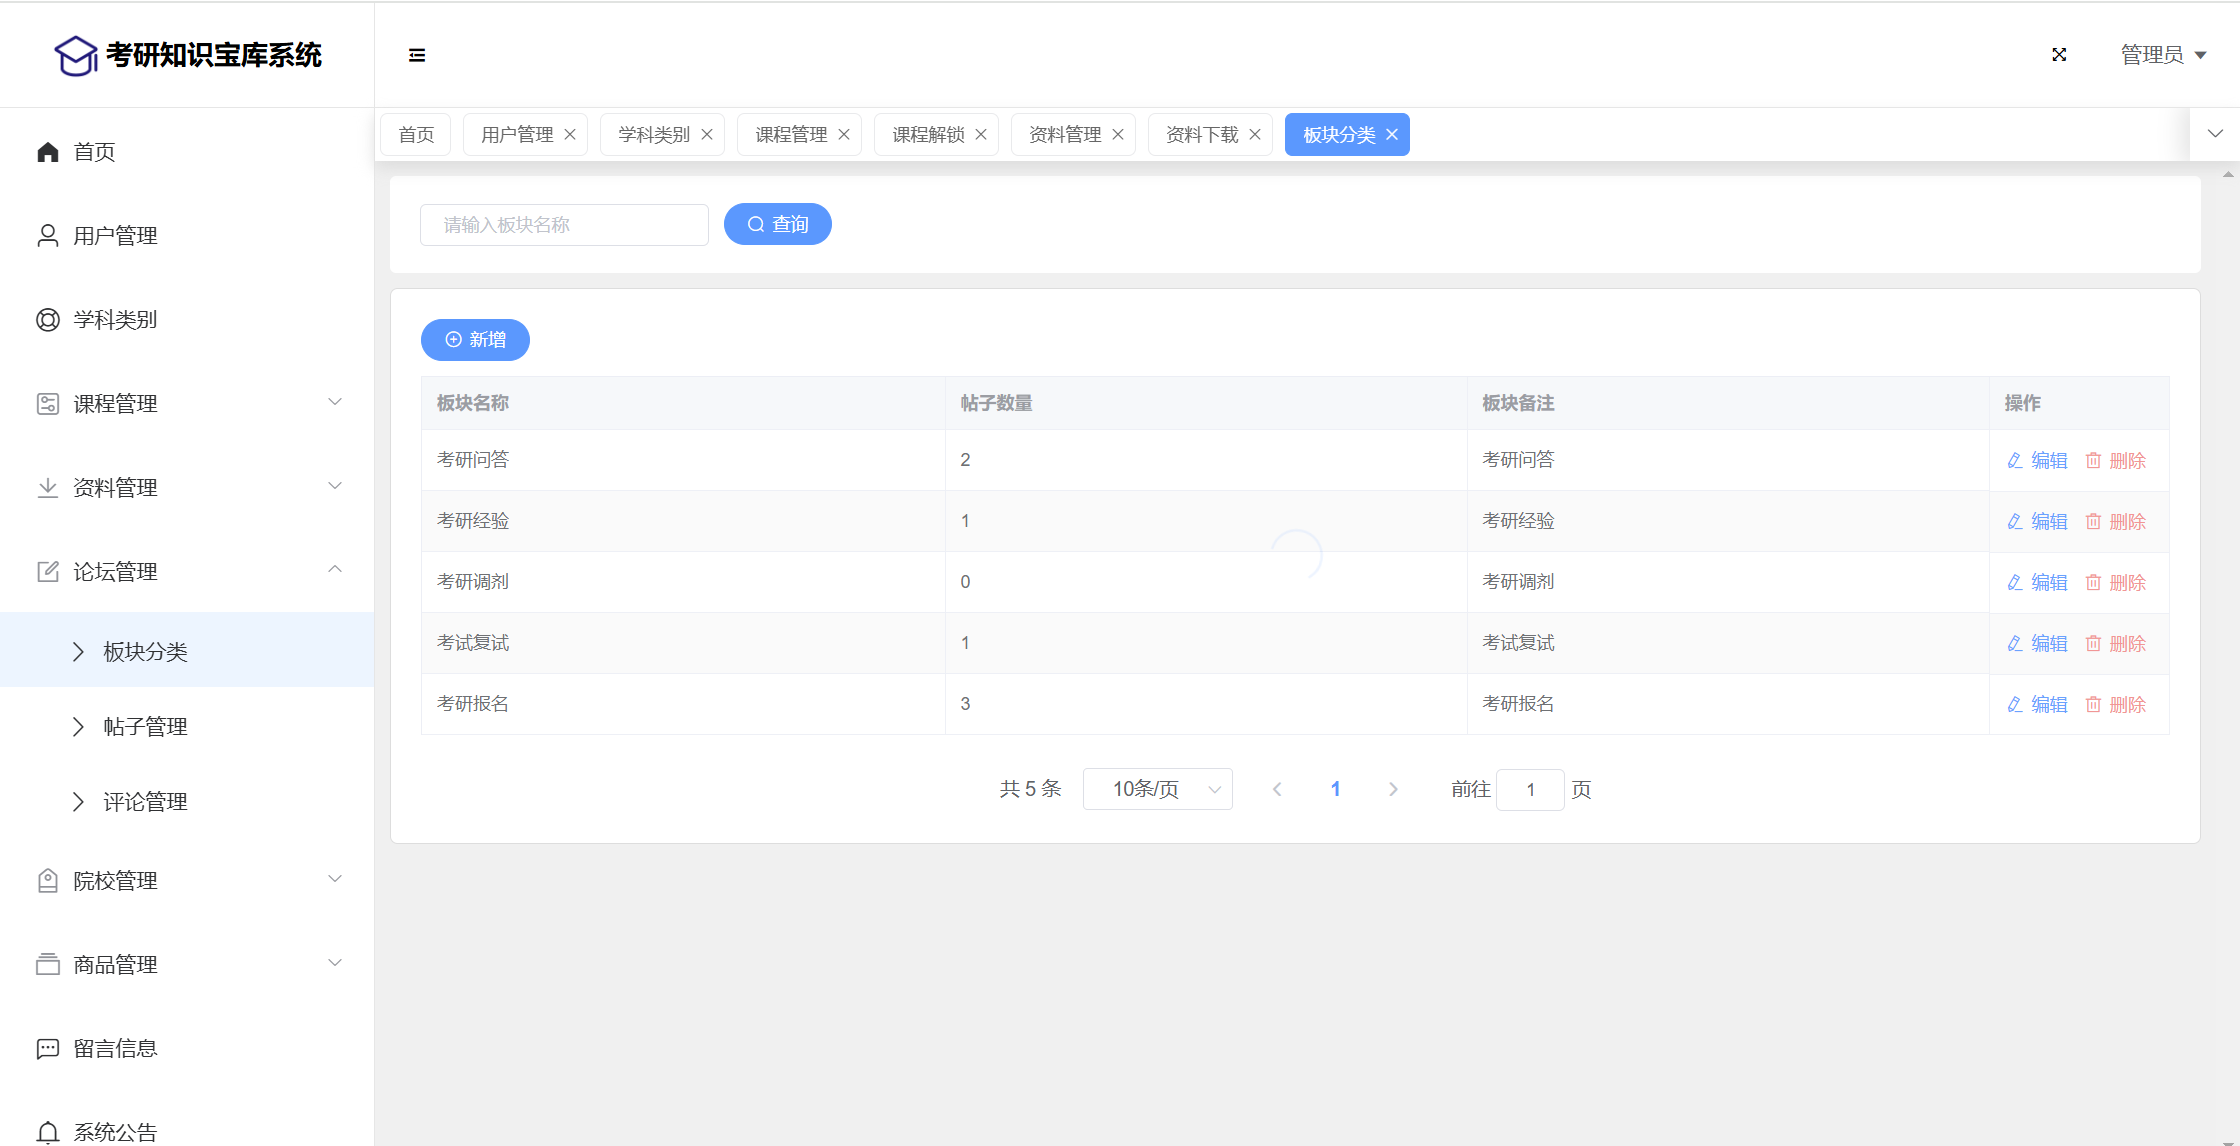 考研知识宝库系统
管理员
首页
用户管理
学科类别
课程管理
资料管理
论坛管理
板块分类
帖子管理
评论管理
院校管理
商品管理
留言信息
系统公告
首页 用户管理 学科类别 课程管理 课程解锁 资料管理 资料下载 板块分类
请输入板块名称 查询
新增
板块名称 帖子数量 板块备注 操作
考研问答 2 考研问答 编辑 删除
考研经验 1 考研经验 编辑 删除
考研调剂 0 考研调剂 编辑 删除
考试复试 1 考试复试 编辑 删除
考研报名 3 考研报名 编辑 删除
共 5 条 10条/页 1 前往 1 页